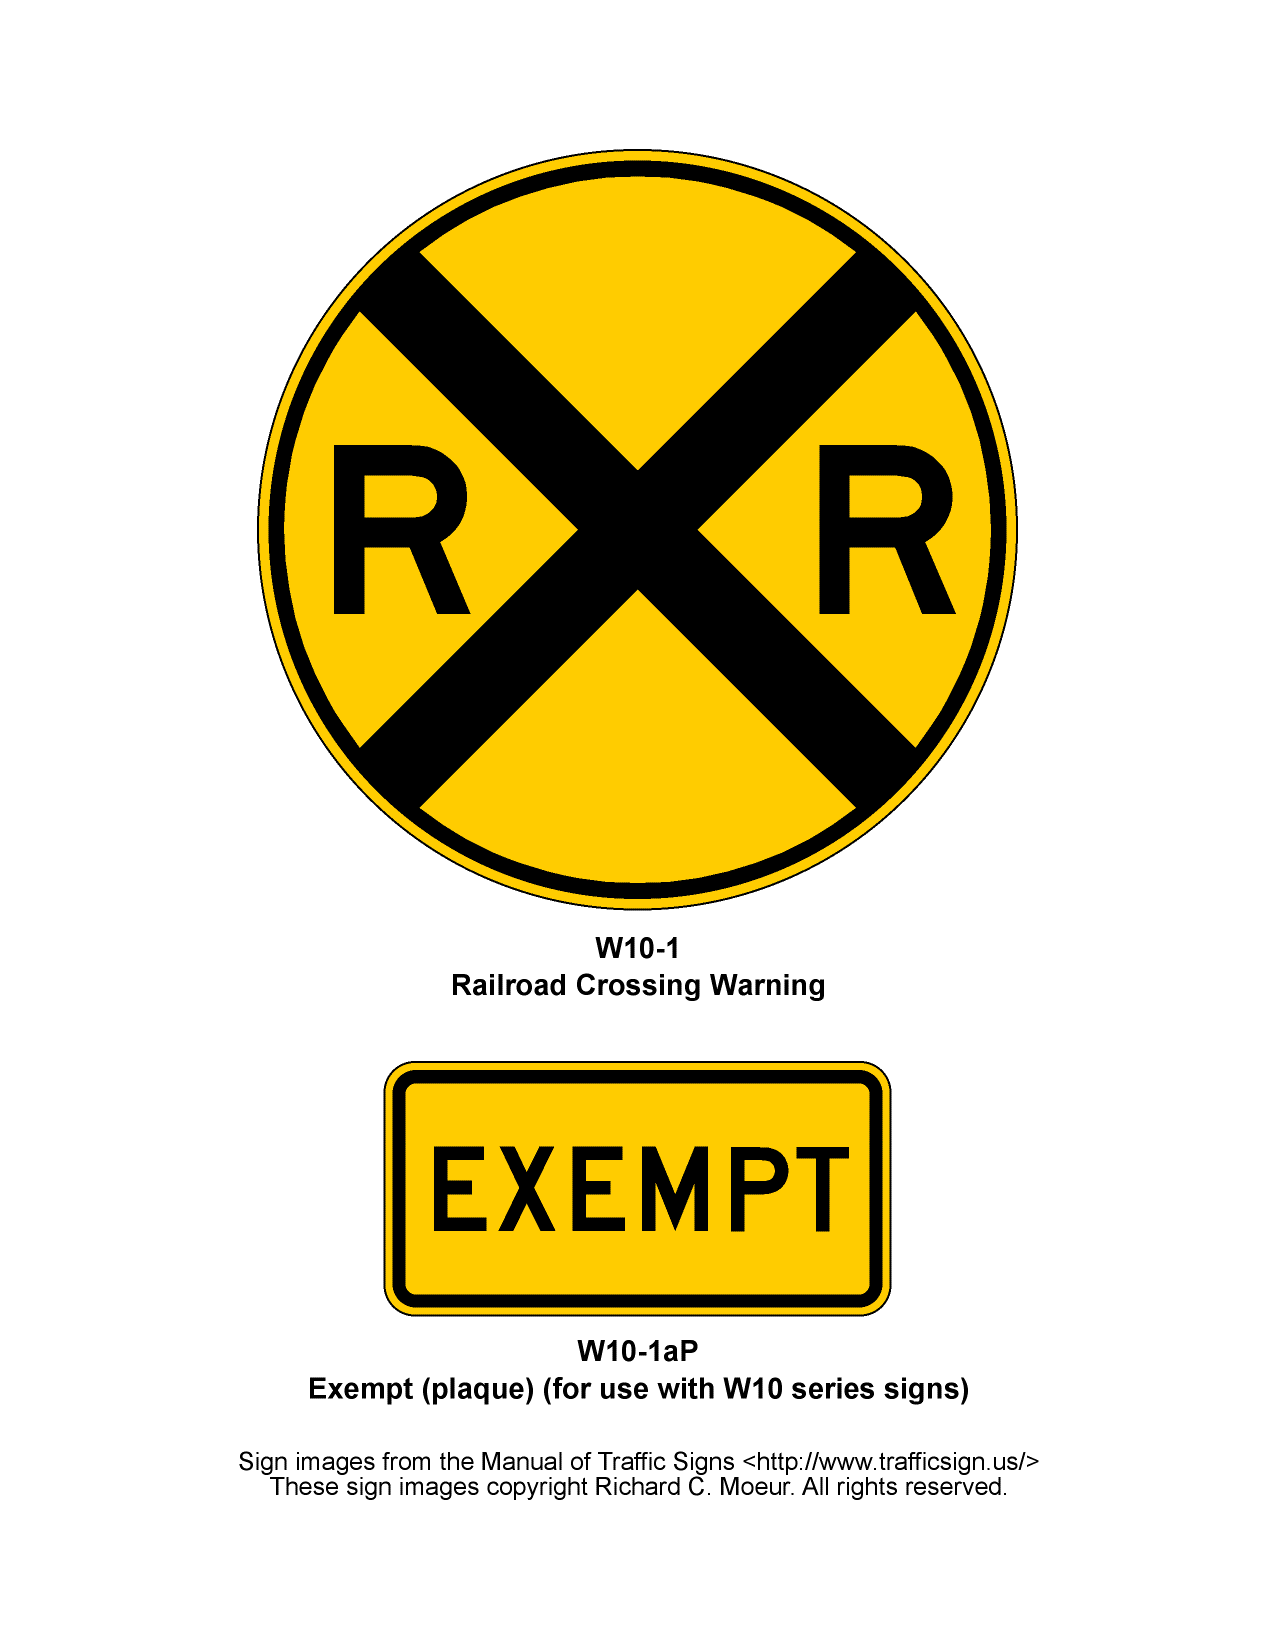 R R
W10-1
Railroad Crossing Warning
EXEMPT
W10-1aP
Exempt (plaque) (for use with W10 series signs)
Sign images from the Manual of Traffic Signs <http://www.trafficsign.us/>
These sign images copyright Richard C. Moeur. All rights reserved.